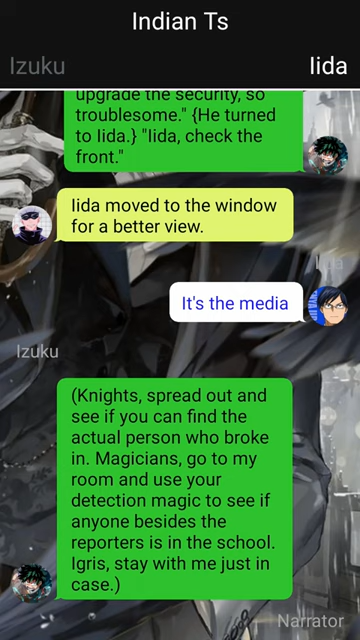 Indian Ts
Izuku
Iida
upgrade the security, so
troublesome." {He turned
to Iida.} "Iida, check the
front."
Iida moved to the window
for a better view.
Iida
It's the media
Izuku
(Knights, spread out and
see if you can find the
actual person who broke
in. Magicians, go to my
room and use your
detection magic to see if
anyone besides the
reporters is in the school.
Igris, stay with me just in
case.)
Narrator